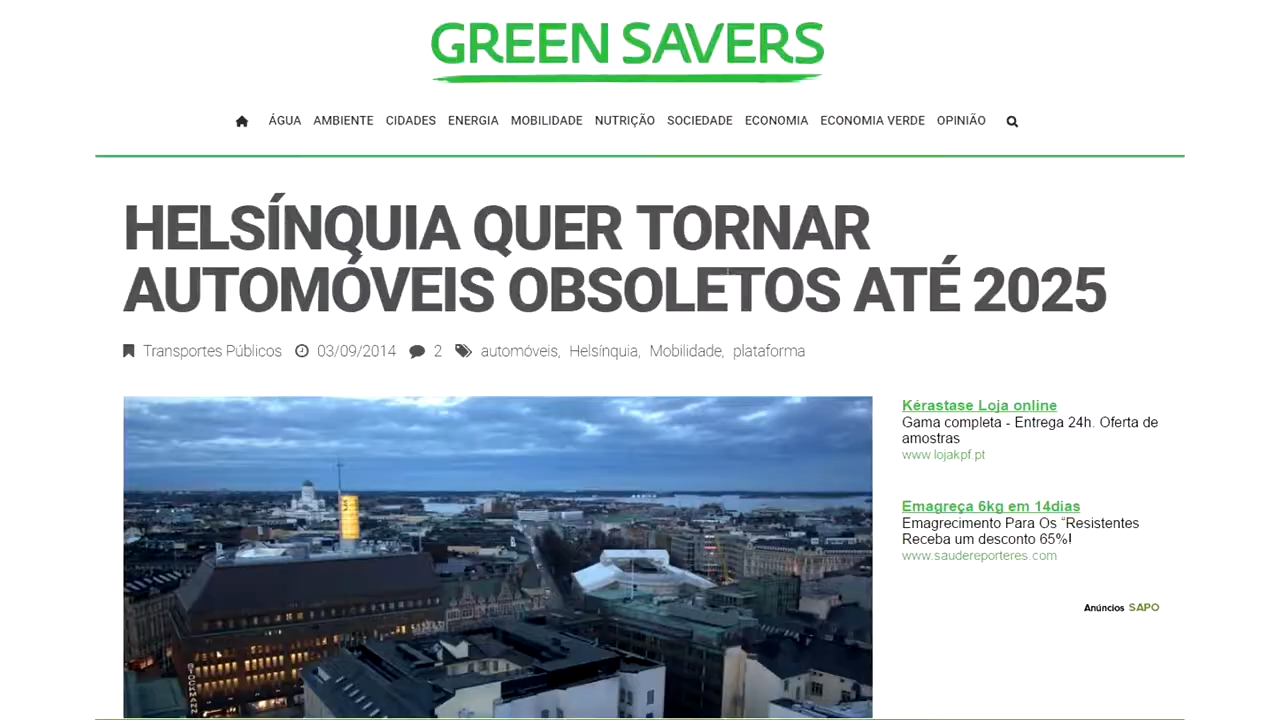 GREEN SAVERS
ÁGUA AMBIENTE CIDADES ENERGIA MOBILIDADE NUTRIÇÃO SOCIEDADE ECONOMIA ECONOMIA VERDE OPINIÃO
HELSÍNQUIA QUER TORNAR
AUTOMÓVEIS OBSOLETOS ATÉ 2025
Transportes Públicos 03/09/2014 2 automóveis, Helsínquia, Mobilidade, plataforma
Kérastase Loja online
Gama completa - Entrega 24h. Oferta de
amostras
www.lojakpf.pt
Emagreça 6kg em 14dias
Emagrecimento Para Os “Resistentes
Receba um desconto 65%!
www.saudereporteres.com
Anúncios SAPO
STOCKMANN